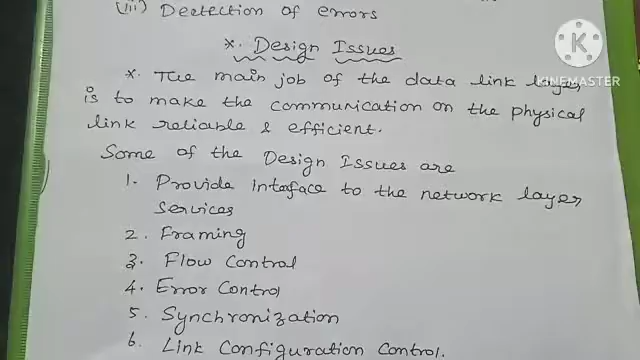 (iii) Deetection of errors
* Design Issues
KINEMASTER
* The main job of the data link layer
is to make the communication on the physical
link reliable & efficient.
Some of the Design Issues are
1. Provide interface to the network layer
services
2. Framing
3. Flow Control
4. Error Control
5. Synchronization
6. Link Configuration Control.